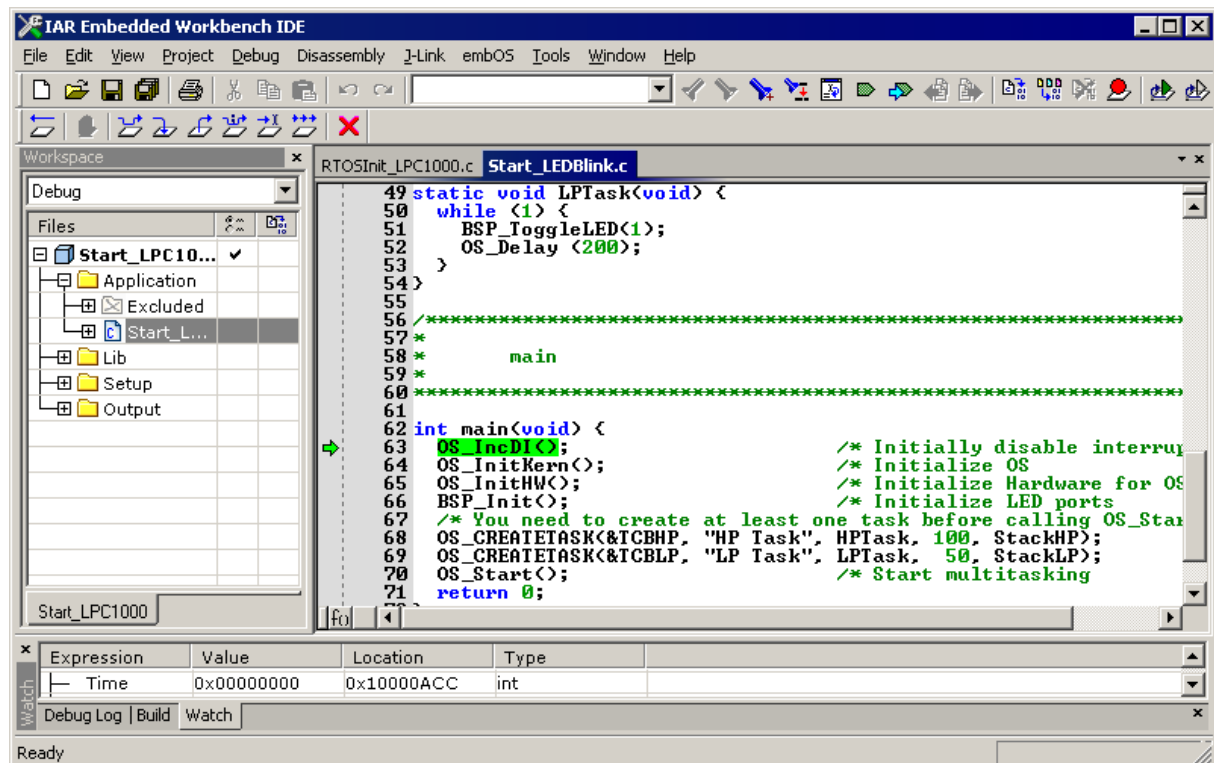 IAR Embedded Workbench IDE
File Edit View Project Debug Disassembly J-Link embOS Tools Window Help
Workspace
RTOSInit_LPC1000.c Start_LEDBlink.c
Debug
Files
Start_LPC10...
Application
Excluded
Start_L...
Lib
Setup
Output
Start_LPC1000
49 static void LPTask(void) {
50 while (1) {
51 BSP_ToggleLED(1);
52 OS_Delay (200);
53 }
54 }
55
56 /*************************************************************
57 *
58 * main
59 *
60 **************************************************************
61
62 int main(void) {
63 OS_IncDI(); /* Initially disable interrup
64 OS_InitKern(); /* Initialize OS
65 OS_InitHW(); /* Initialize Hardware for OS
66 BSP_Init(); /* Initialize LED ports
67 /* You need to create at least one task before calling OS_Star
68 OS_CREATETASK(&TCBHP, "HP Task", HPTask, 100, StackHP);
69 OS_CREATETASK(&TCBLP, "LP Task", LPTask, 50, StackLP);
70 OS_Start(); /* Start multitasking
71 return 0;
Expression Value Location Type
Time 0x00000000 0x10000ACC int
Watch
Debug Log | Build Watch
Ready